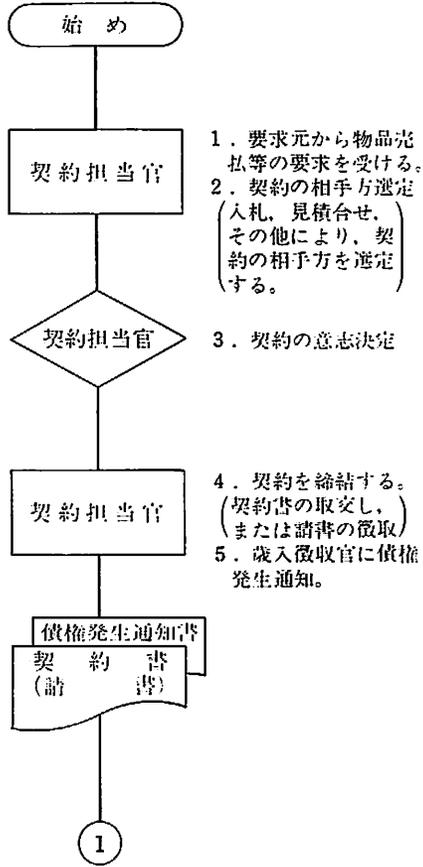 始め
契約担当官
1．要求元から物品売
払等の要求を受ける。
2．契約の相手方選定
(入札，見積合せ，
その他により，契
約の相手方を選定
する。)
契約担当官
3．契約の意志決定
契約担当官
4．契約を締結する。
(契約書の取交し，
または請書の徴取)
5．歳入徴収官に債権
発生通知。
債権発生通知書
契約書
(請書)
1